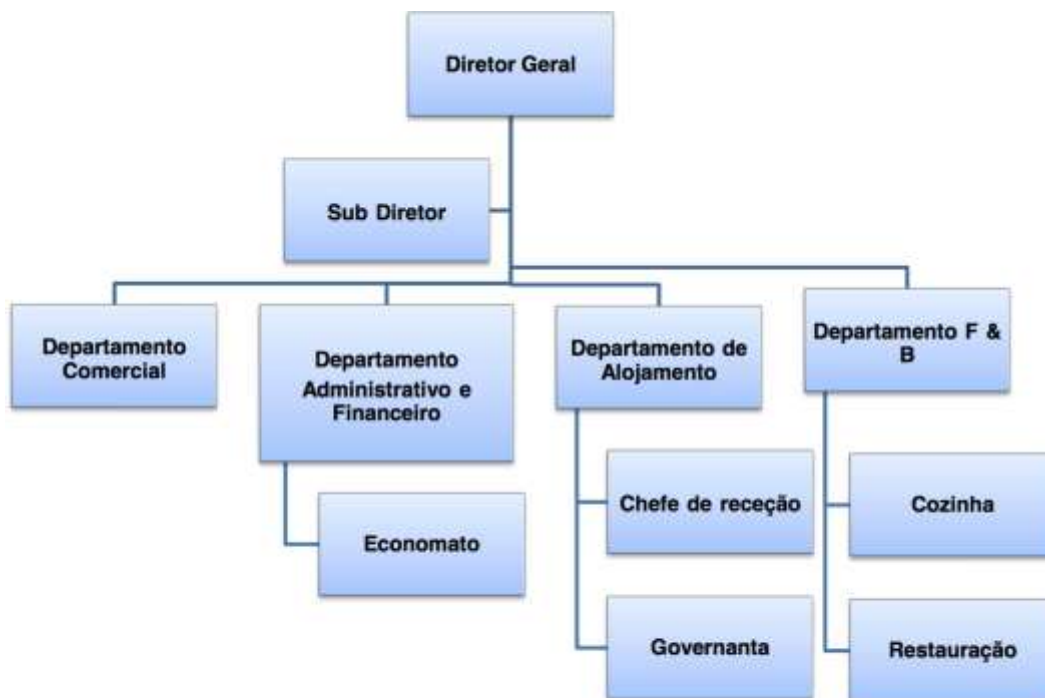 Diretor Geral
Sub Diretor
Departamento
Comercial
Departamento
Administrativo e
Financeiro
Departamento de
Alojamento
Departamento F &
B
Economato
Chefe de receção
Governanta
Cozinha
Restauração